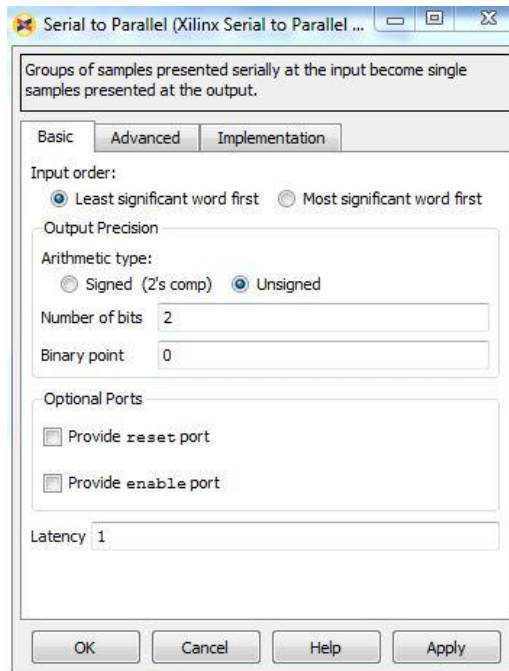 Serial to Parallel (Xilinx Serial to Parallel ...
Groups of samples presented serially at the input become single
samples presented at the output.
Basic Advanced Implementation
Input order:
Least significant word first Most significant word first
Output Precision
Arithmetic type:
Signed (2's comp) Unsigned
Number of bits 2
Binary point 0
Optional Ports
Provide reset port
Provide enable port
Latency 1
OK Cancel Help Apply